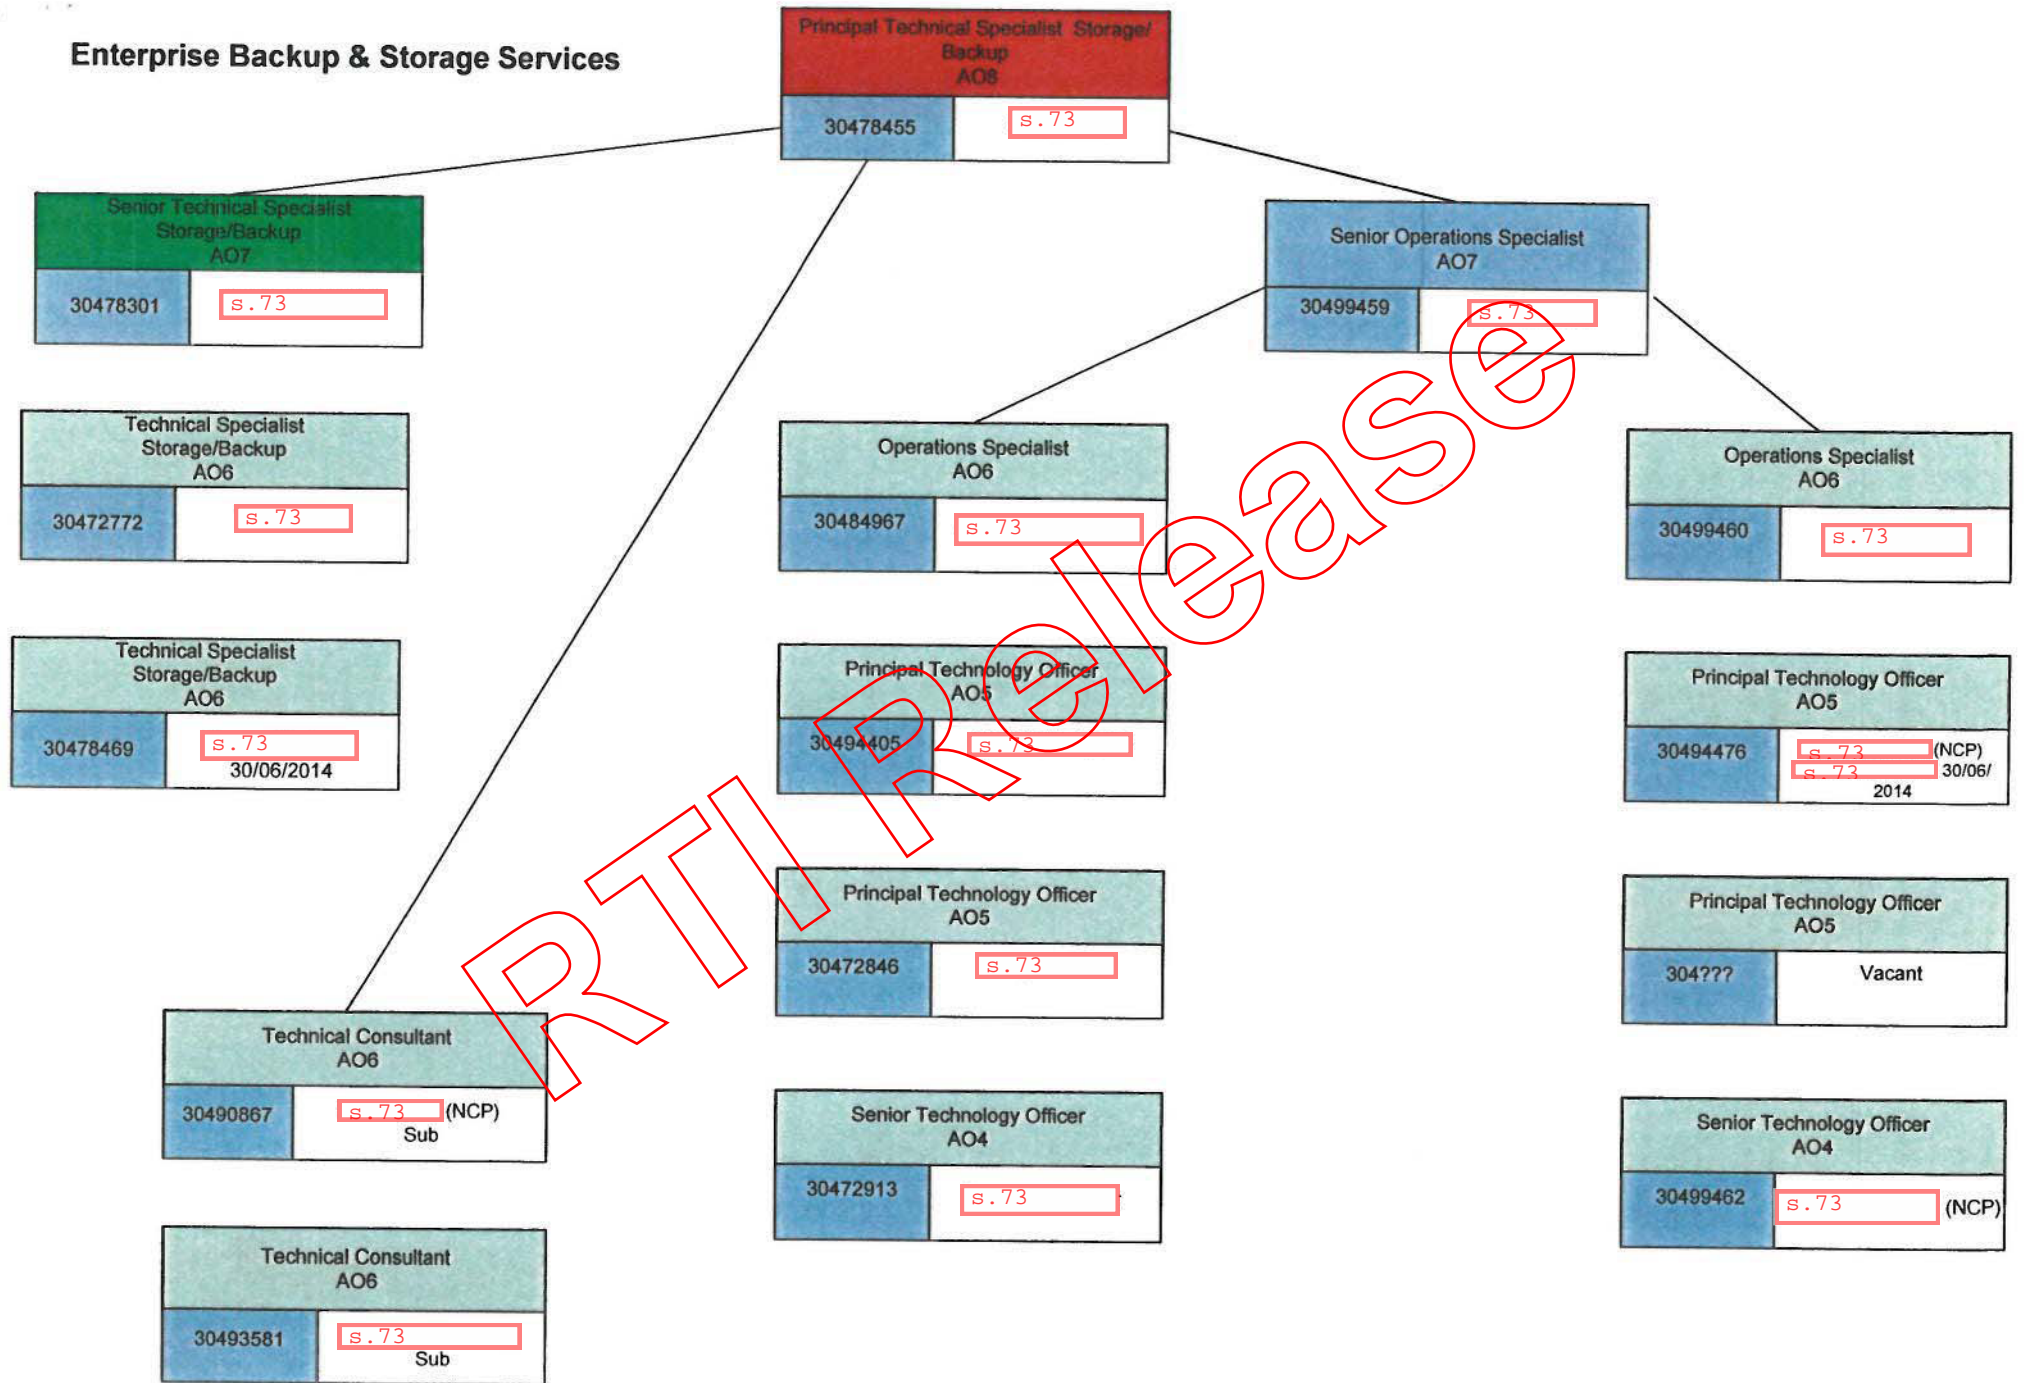 Enterprise Backup & Storage Services
Principal Technical Specialist Storage/
Backup
AO8
30478455
s.73
Senior Technical Specialist
Storage/Backup
AO7
30478301
s.73
Senior Operations Specialist
AO7
30499459
s.73
Technical Specialist
Storage/Backup
AO6
30472772
s.73
Operations Specialist
AO6
30484967
s.73
Operations Specialist
AO6
30499460
s.73
Technical Specialist
Storage/Backup
AO6
30478469
s.73
30/06/2014
Principal Technology Officer
AO5
30494405
s.73
Principal Technology Officer
AO5
30494476
s.73 (NCP)
s.73 30/06/
2014
Principal Technology Officer
AO5
30472846
s.73
Principal Technology Officer
AO5
304???
Vacant
Technical Consultant
AO6
30490867
s.73 (NCP)
Sub
Senior Technology Officer
AO4
30472913
s.73
Senior Technology Officer
AO4
30499462
s.73 (NCP)
Technical Consultant
AO6
30493581
s.73
Sub
RTI Release